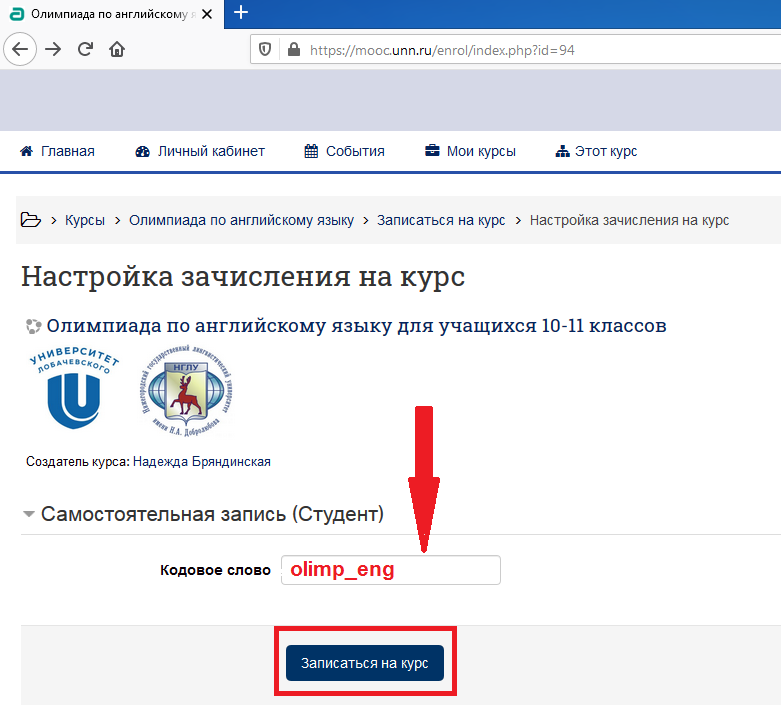 Олимпиада по английскому я
https://mooc.unn.ru/enrol/index.php?id=94
Главная Личный кабинет События Мои курсы Этот курс
Курсы > Олимпиада по английскому языку > Записаться на курс > Настройка зачисления на курс
Настройка зачисления на курс
Олимпиада по английскому языку для учащихся 10-11 классов
УНИВЕРСИТЕТ
ЛОБАЧЕВСКОГО
Нижегородский государственный лингвистический университет
НГЛУ
имени Н.А. Добролюбова
Создатель курса: Надежда Бряндинская
Самостоятельная запись (Студент)
Кодовое слово olimp_eng
Записаться на курс